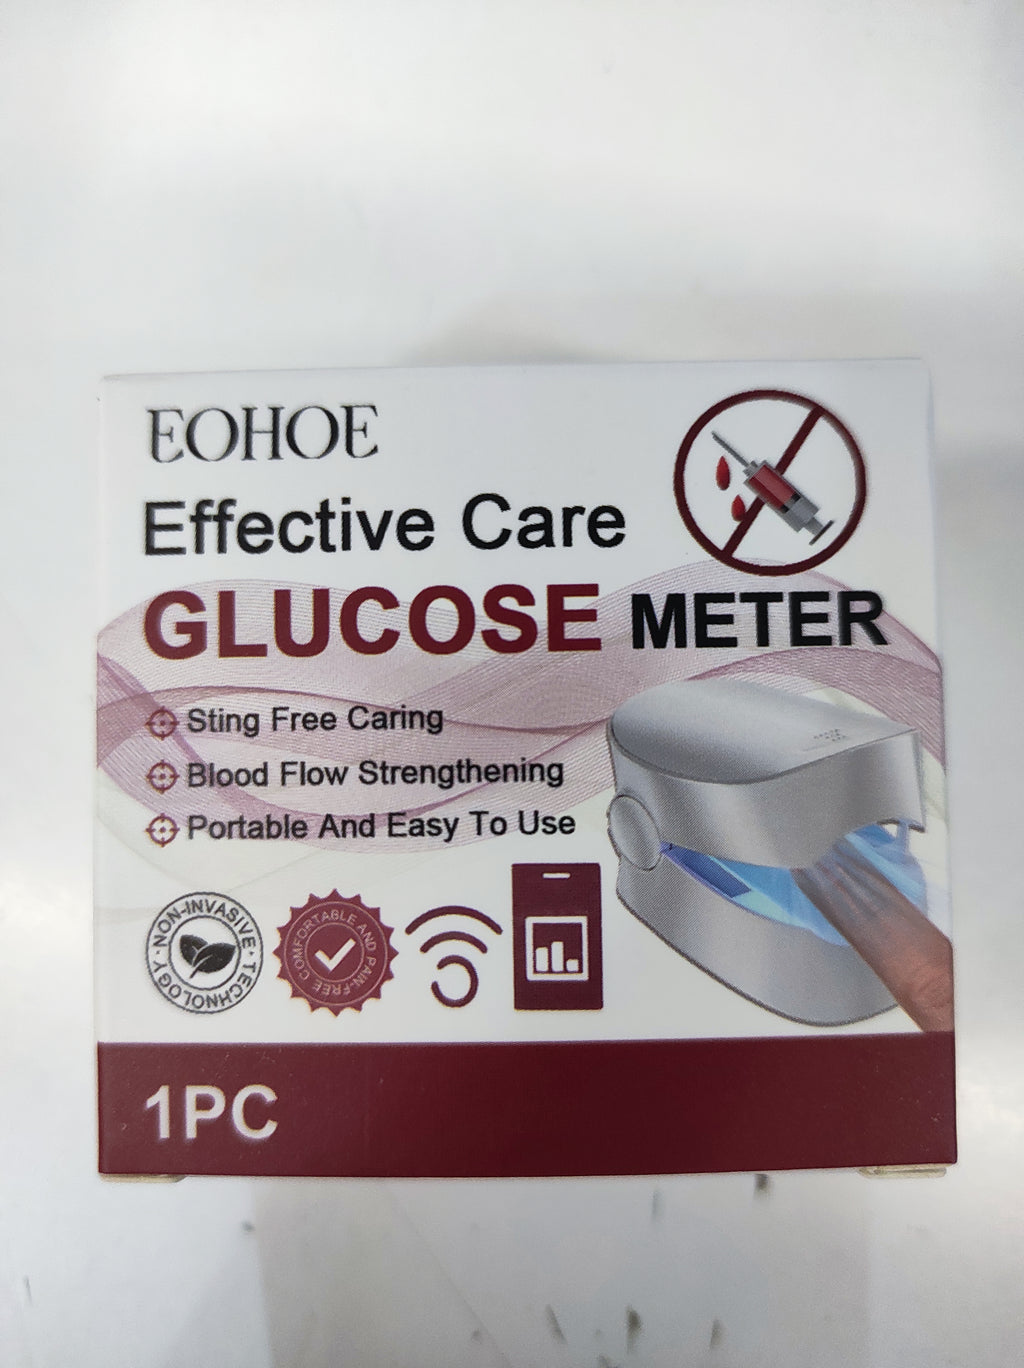 EOHOE
Effective Care
GLUCOSE METER
Sting Free Caring
Blood Flow Strengthening
Portable And Easy To Use
NON-INVASIVE · TECHNOLOGY ·
COMFORTABLE AND PAIN-FREE
1PC